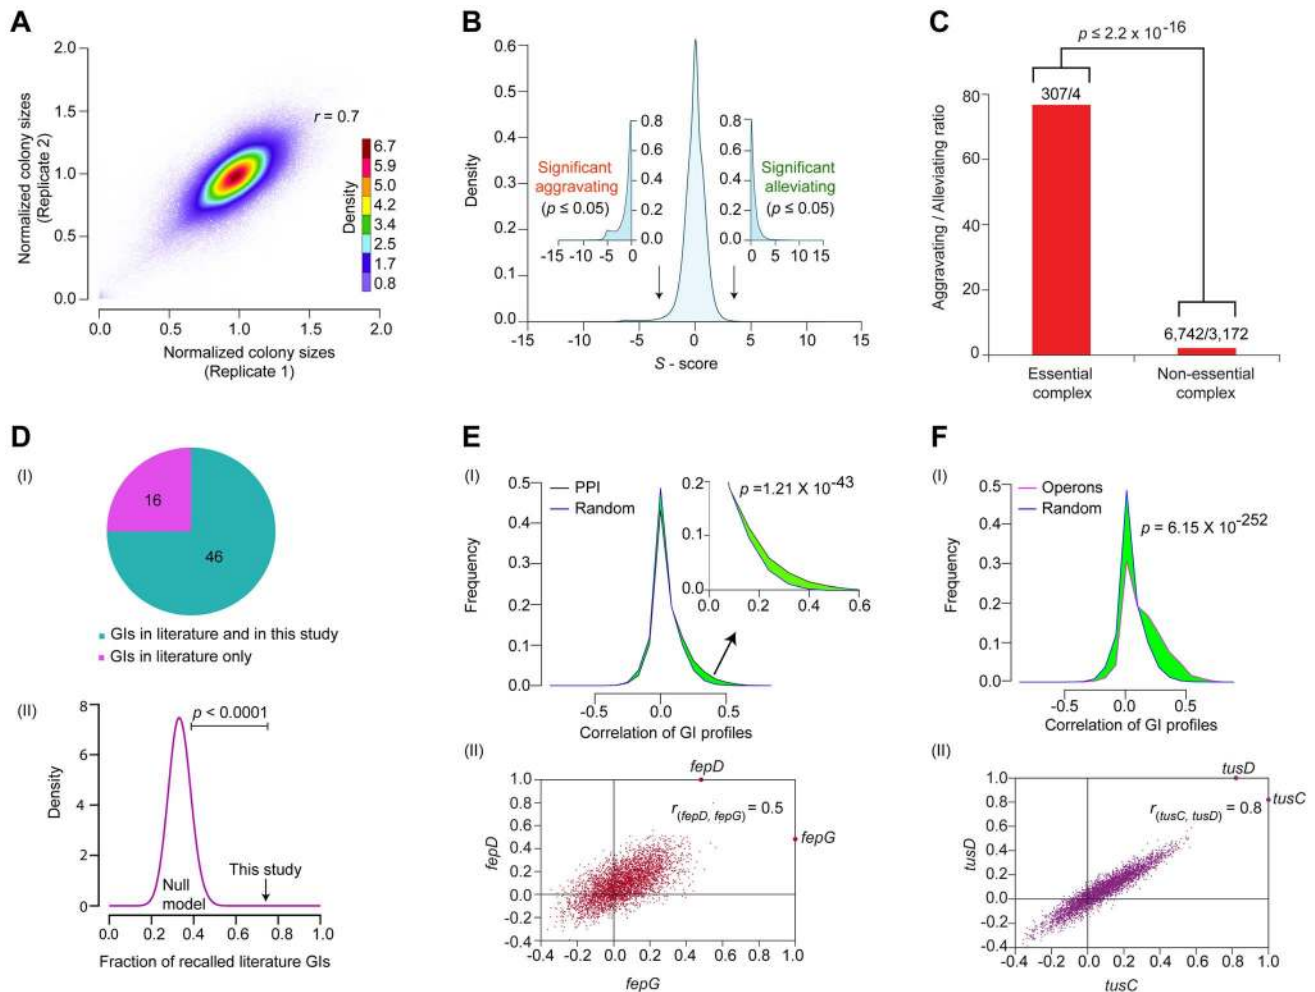 A
2.0
1.5
1.0
0.5
0.0
Normalized colony sizes
(Replicate 2)
r = 0.7
6.7
5.9
5.0
4.2
3.4
2.5
1.7
0.8
Density
0.0 0.5 1.0 1.5 2.0
Normalized colony sizes
(Replicate 1)
B
0.6
0.5
0.4
0.3
0.2
0.1
0.0
Density
Significant
aggravating
(p ≤ 0.05)
0.8
0.6
0.4
0.2
0.0
-15 -10 -5 0
0.8
0.6
0.4
0.2
0.0
Significant
alleviating
(p ≤ 0.05)
0 5 10 15
-15 -10 -5 0 5 10 15
S - score
C
p ≤ 2.2 x 10-16
80
60
40
20
0
Aggravating / Alleviating ratio
307/4
6,742/3,172
Essential
complex
Non-essential
complex
D
(I)
16
46
GIs in literature and in this study
GIs in literature only
(II)
8
6
4
2
0
Density
p < 0.0001
Null
model
This study
0.0 0.2 0.4 0.6 0.8 1.0
Fraction of recalled literature GIs
E
(I)
0.5
0.4
0.3
0.2
0.1
0.0
Frequency
PPI
Random
p =1.21 X 10-43
0.2
0.1
0.0
0.0 0.2 0.4 0.6
-0.5 0.0 0.5
Correlation of GI profiles
(II)
fepD
1.0
0.8
0.6
0.4
0.2
0.0
-0.2
-0.4
fepD
r(fepD, fepG) = 0.5
fepG
-0.4 -0.2 0.0 0.2 0.4 0.6 0.8 1.0
fepG
F
(I)
0.5
0.4
0.3
0.2
0.1
0.0
Frequency
Operons
Random
p = 6.15 X 10-252
-0.5 0.0 0.5
Correlation of GI profiles
(II)
tusD
1.0
0.8
0.6
0.4
0.2
0.0
-0.2
-0.4
tusD
r(tusC, tusD) = 0.8
tusC
-0.4 -0.2 0.0 0.2 0.4 0.6 0.8 1.0
tusC